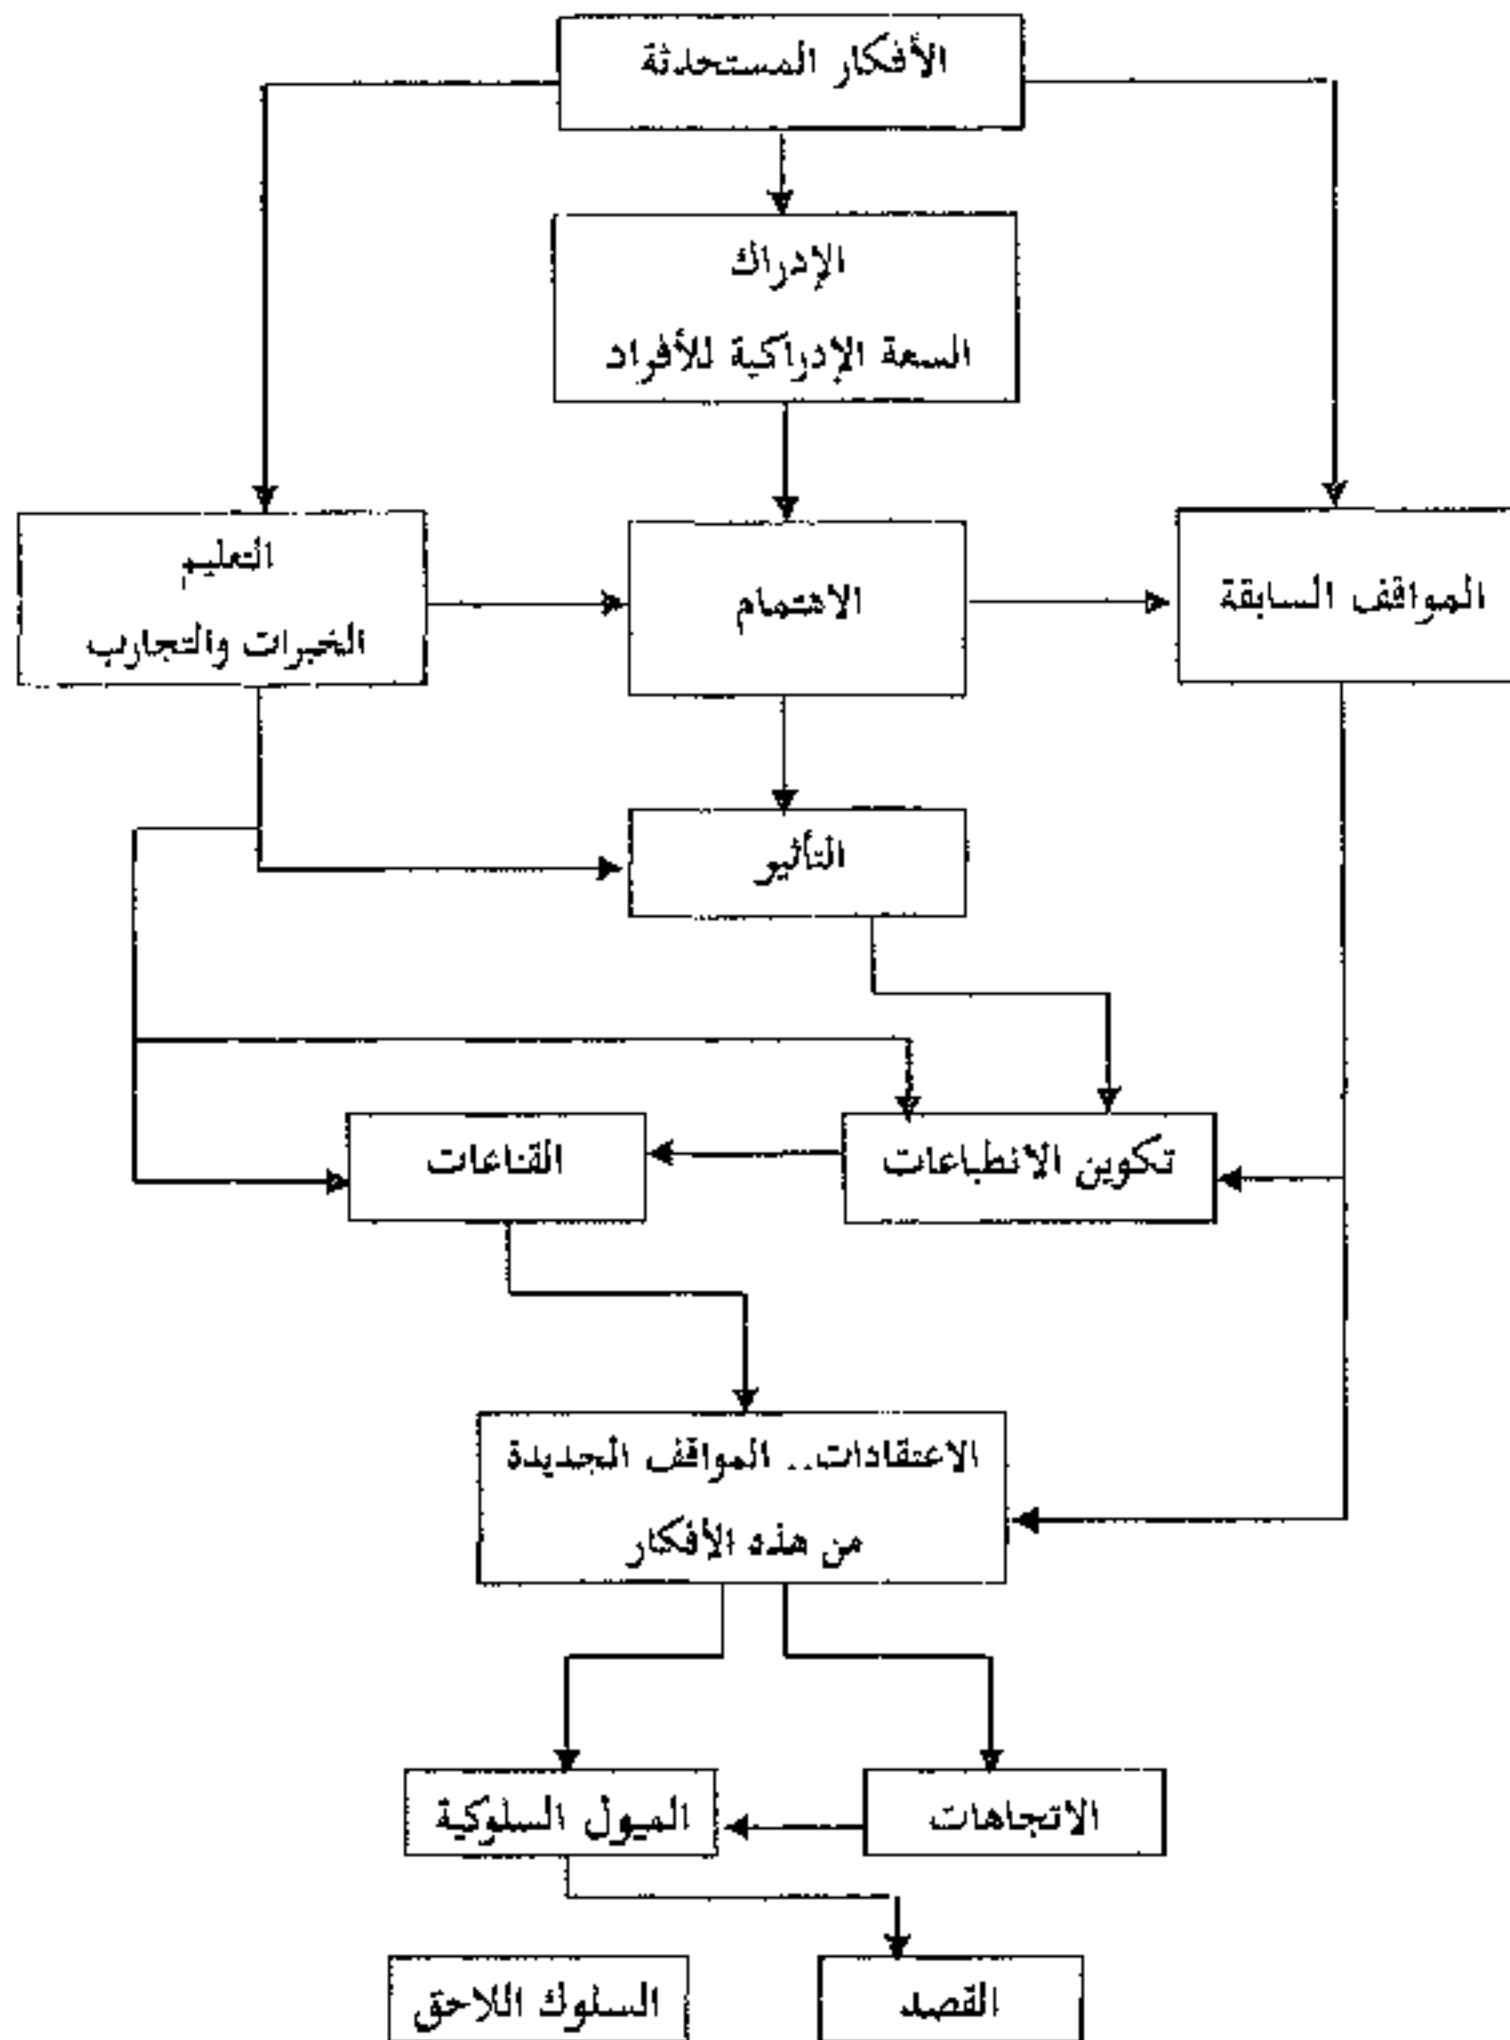 الأفكار المستحدثة
الإدراك
السعة الإدراكية للأفراد
المواقف السابقة
الاهتمام
التعليم
الخبرات والتجارب
التأثير
تكوين الانطباعات
القناعات
الاعتقادات.. المواقف الجديدة
من هذه الأفكار
الاتجاهات
الميول السلوكية
القصد
السلوك اللاحق